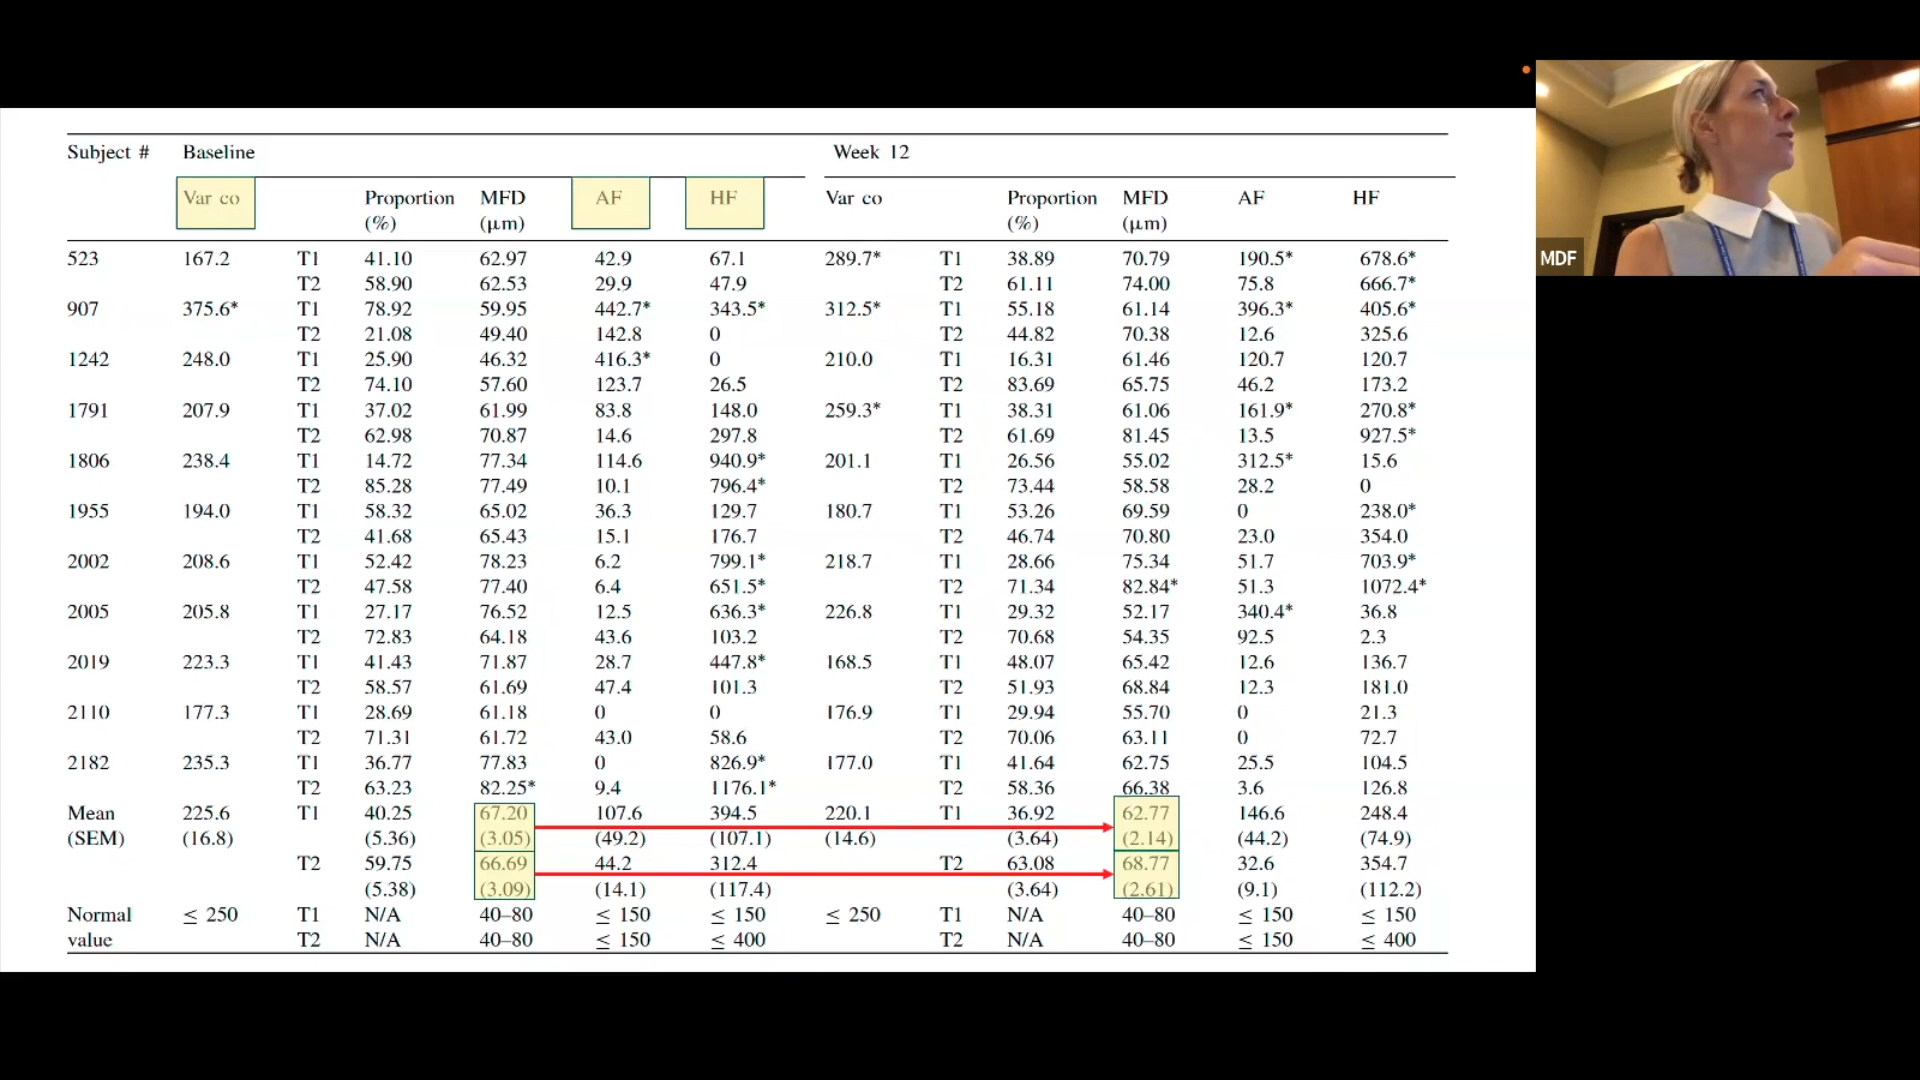 Subject # Baseline Week 12
Var co Proportion MFD AF HF Var co Proportion MFD AF HF
(%) (μm) (%) (μm)
523 167.2 T1 41.10 62.97 42.9 67.1 289.7* T1 38.89 70.79 190.5* 678.6*
T2 58.90 62.53 29.9 47.9 T2 61.11 74.00 75.8 666.7*
907 375.6* T1 78.92 59.95 442.7* 343.5* 312.5* T1 55.18 61.14 396.3* 405.6*
T2 21.08 49.40 142.8 0 T2 44.82 70.38 12.6 325.6
1242 248.0 T1 25.90 46.32 416.3* 0 210.0 T1 16.31 61.46 120.7 120.7
T2 74.10 57.60 123.7 26.5 T2 83.69 65.75 46.2 173.2
1791 207.9 T1 37.02 61.99 83.8 148.0 259.3* T1 38.31 61.06 161.9* 270.8*
T2 62.98 70.87 14.6 297.8 T2 61.69 81.45 13.5 927.5*
1806 238.4 T1 14.72 77.34 114.6 940.9* 201.1 T1 26.56 55.02 312.5* 15.6
T2 85.28 77.49 10.1 796.4* T2 73.44 58.58 28.2 0
1955 194.0 T1 58.32 65.02 36.3 129.7 180.7 T1 53.26 69.59 0 238.0*
T2 41.68 65.43 15.1 176.7 T2 46.74 70.80 23.0 354.0
2002 208.6 T1 52.42 78.23 6.2 799.1* 218.7 T1 28.66 75.34 51.7 703.9*
T2 47.58 77.40 6.4 651.5* T2 71.34 82.84* 51.3 1072.4*
2005 205.8 T1 27.17 76.52 12.5 636.3* 226.8 T1 29.32 52.17 340.4* 36.8
T2 72.83 64.18 43.6 103.2 T2 70.68 54.35 92.5 2.3
2019 223.3 T1 41.43 71.87 28.7 447.8* 168.5 T1 48.07 65.42 12.6 136.7
T2 58.57 61.69 47.4 101.3 T2 51.93 68.84 12.3 181.0
2110 177.3 T1 28.69 61.18 0 0 176.9 T1 29.94 55.70 0 21.3
T2 71.31 61.72 43.0 58.6 T2 70.06 63.11 0 72.7
2182 235.3 T1 36.77 77.83 0 826.9* 177.0 T1 41.64 62.75 25.5 104.5
T2 63.23 82.25* 9.4 1176.1* T2 58.36 66.38 3.6 126.8
Mean 225.6 T1 40.25 67.20 107.6 394.5 220.1 T1 36.92 62.77 146.6 248.4
(SEM) (16.8) (5.36) (3.05) (49.2) (107.1) (14.6) (3.64) (2.14) (44.2) (74.9)
T2 59.75 66.69 44.2 312.4 T2 63.08 68.77 32.6 354.7
(5.38) (3.09) (14.1) (117.4) (3.64) (2.61) (9.1) (112.2)
Normal ≤ 250 T1 N/A 40–80 ≤ 150 ≤ 150 ≤ 250 T1 N/A 40–80 ≤ 150 ≤ 150
value T2 N/A 40–80 ≤ 150 ≤ 400 T2 N/A 40–80 ≤ 150 ≤ 400
MDF